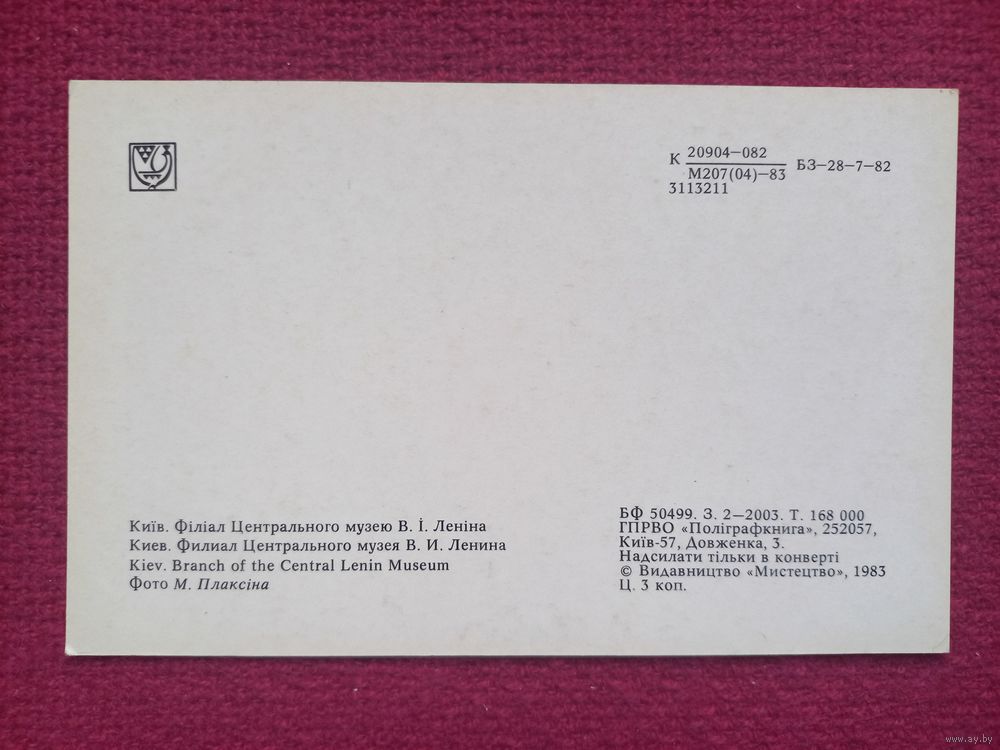 К 20904—082 БЗ—28—7—82
М207(04)—83
3113211
Київ. Філіал Центрального музею В. І. Леніна
Киев. Филиал Центрального музея В. И. Ленина
Kiev. Branch of the Central Lenin Museum
Фото М. Плаксіна
БФ 50499. З. 2—2003. Т. 168 000
ГПРВО «Поліграфкнига», 252057,
Київ-57, Довженка, 3.
Надсилати тільки в конверті
© Видавництво «Мистецтво», 1983
Ц. 3 коп.
www.ay.by